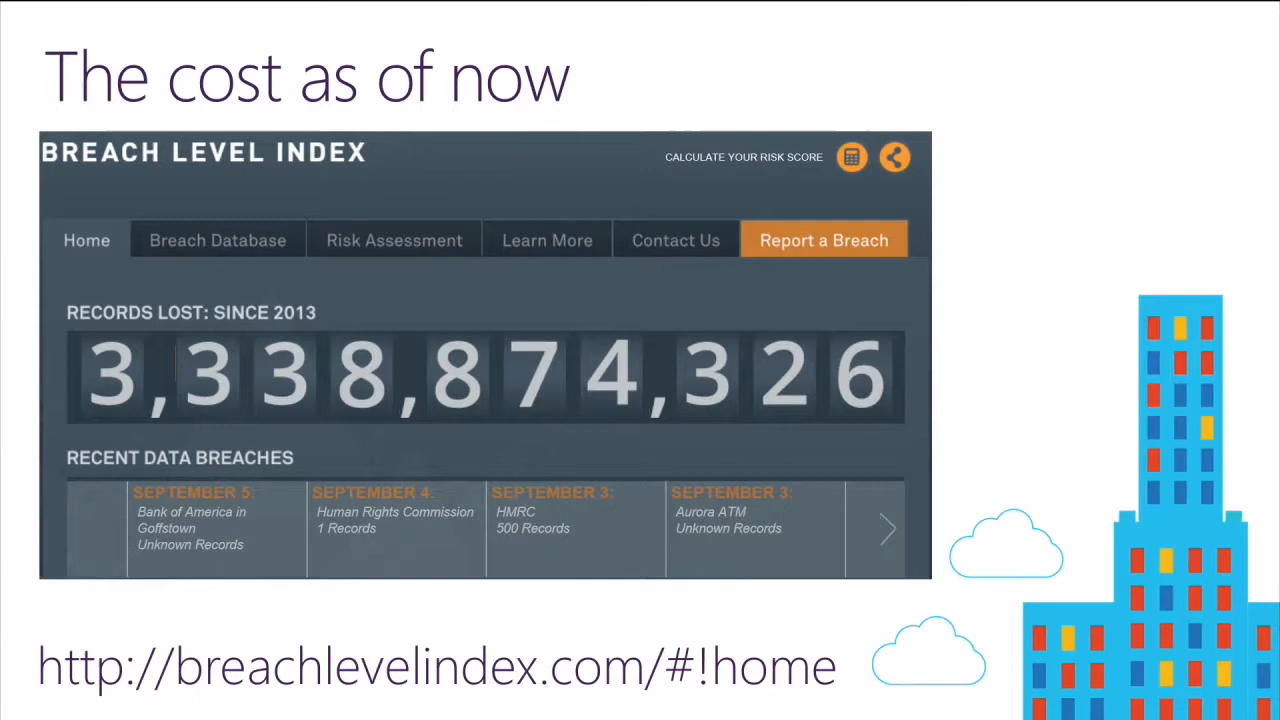 The cost as of now
BREACH LEVEL INDEX
CALCULATE YOUR RISK SCORE
Home
Breach Database
Risk Assessment
Learn More
Contact Us
Report a Breach
RECORDS LOST: SINCE 2013
3,338,874,326
RECENT DATA BREACHES
SEPTEMBER 5:
Bank of America in
Goffstown
Unknown Records
SEPTEMBER 4:
Human Rights Commission
1 Records
SEPTEMBER 3:
HMRC
500 Records
SEPTEMBER 3:
Aurora ATM
Unknown Records
http://breachlevelindex.com/#!home